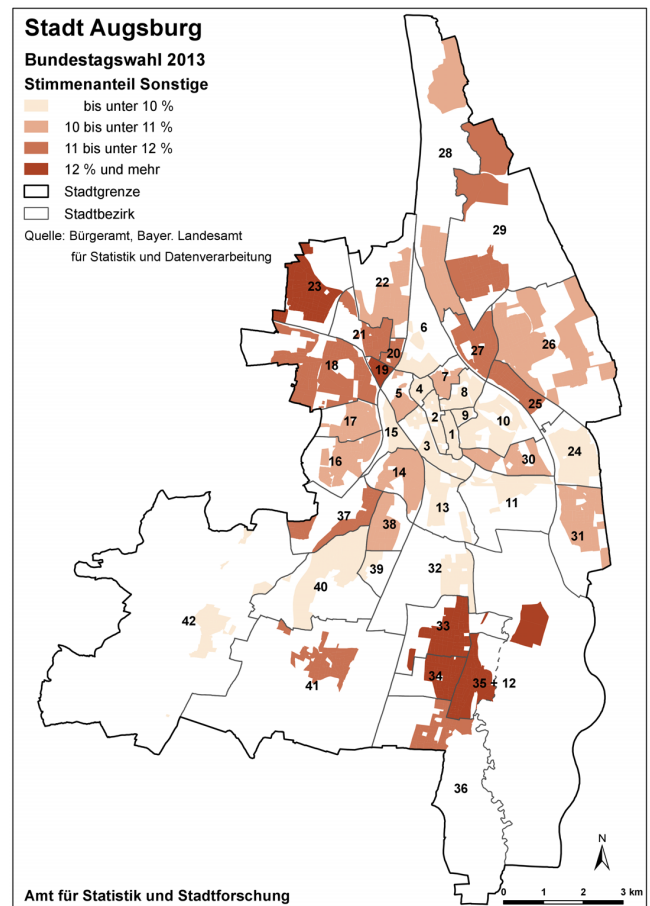 Stadt Augsburg
Bundestagswahl 2013
Stimmenanteil Sonstige
bis unter 10 %
10 bis unter 11 %
11 bis unter 12 %
12 % und mehr
Stadtgrenze
Stadtbezirk
Quelle: Bürgeramt, Bayer. Landesamt
für Statistik und Datenverarbeitung
28
29
23
22
6
21
20
27
26
18
19
7
4
5
8
25
17
2
9
10
15
1
3
24
16
14
30
11
13
37
38
31
39
32
40
42
33
34
35 + 12
41
36
N
0 1 2 3 km
Amt für Statistik und Stadtforschung